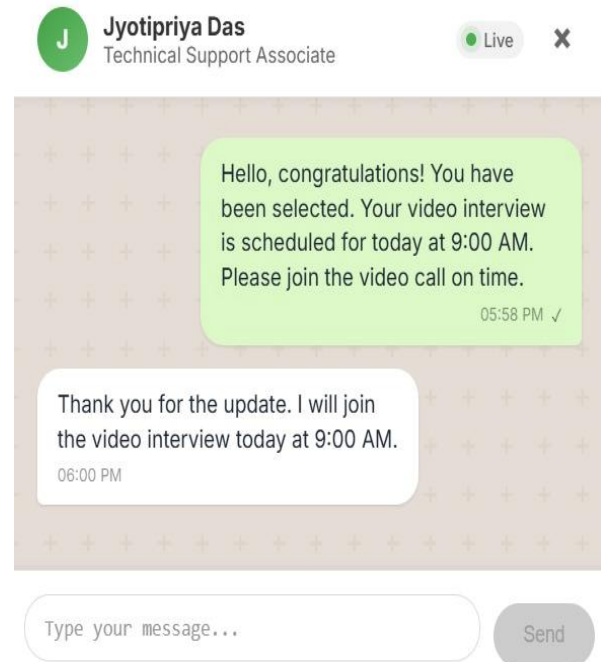 J
Jyotipriya Das
Technical Support Associate
Live
×
Hello, congratulations! You have
been selected. Your video interview
is scheduled for today at 9:00 AM.
Please join the video call on time.
05:58 PM ✓
Thank you for the update. I will join
the video interview today at 9:00 AM.
06:00 PM
Type your message...
Send